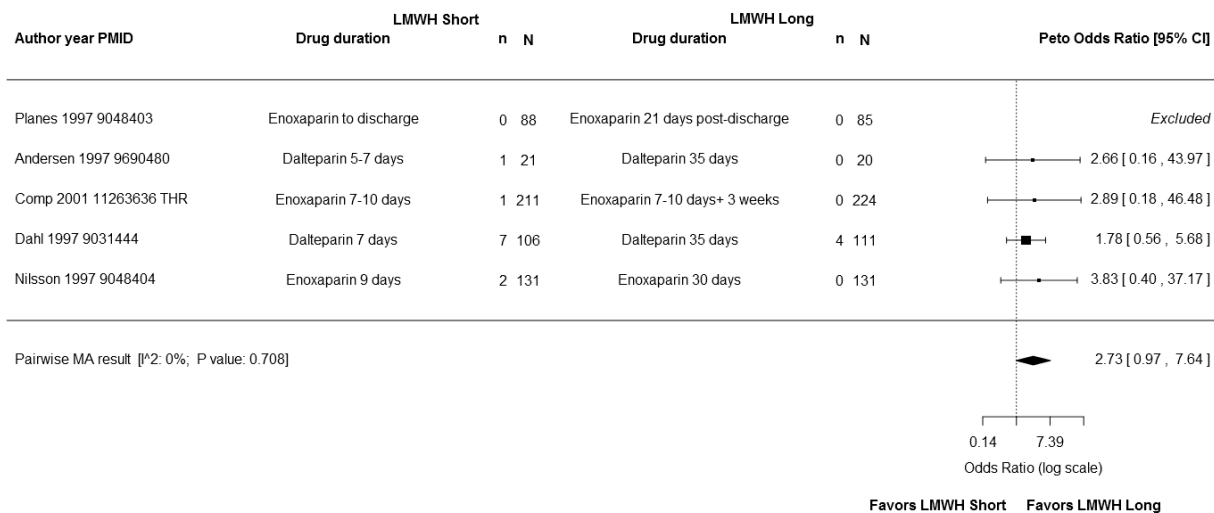 LMWH Short LMWH Long
Author year PMID Drug duration n N Drug duration n N Peto Odds Ratio [95% CI]
Planes 1997 9048403 Enoxaparin to discharge 0 88 Enoxaparin 21 days post-discharge 0 85 Excluded
Andersen 1997 9690480 Dalteparin 5-7 days 1 21 Dalteparin 35 days 0 20 2.66 [ 0.16 , 43.97 ]
Comp 2001 11263636 THR Enoxaparin 7-10 days 1 211 Enoxaparin 7-10 days+ 3 weeks 0 224 2.89 [ 0.18 , 46.48 ]
Dahl 1997 9031444 Dalteparin 7 days 7 106 Dalteparin 35 days 4 111 1.78 [ 0.56 , 5.68 ]
Nilsson 1997 9048404 Enoxaparin 9 days 2 131 Enoxaparin 30 days 0 131 3.83 [ 0.40 , 37.17 ]
Pairwise MA result [I^2: 0%; P value: 0.708] 2.73 [ 0.97 , 7.64 ]
0.14 7.39
Odds Ratio (log scale)
Favors LMWH Short Favors LMWH Long